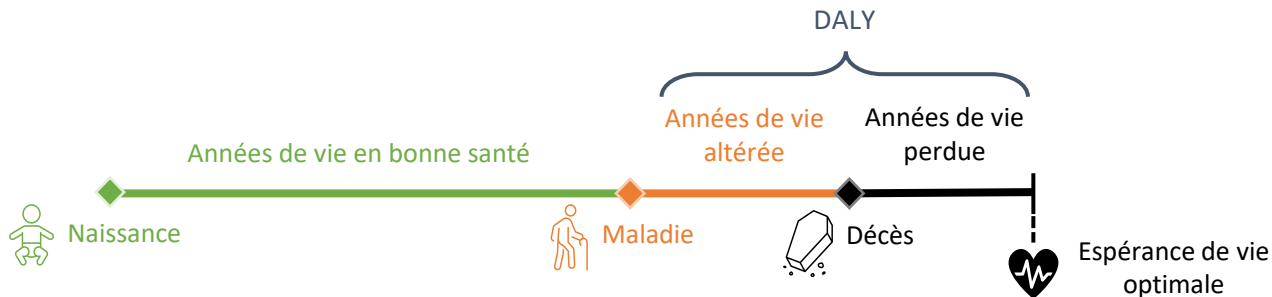 DALY
Années de vie
altérée
Années de vie
perdue
Années de vie en bonne santé
Naissance
Maladie
Décès
Espérance de vie
optimale